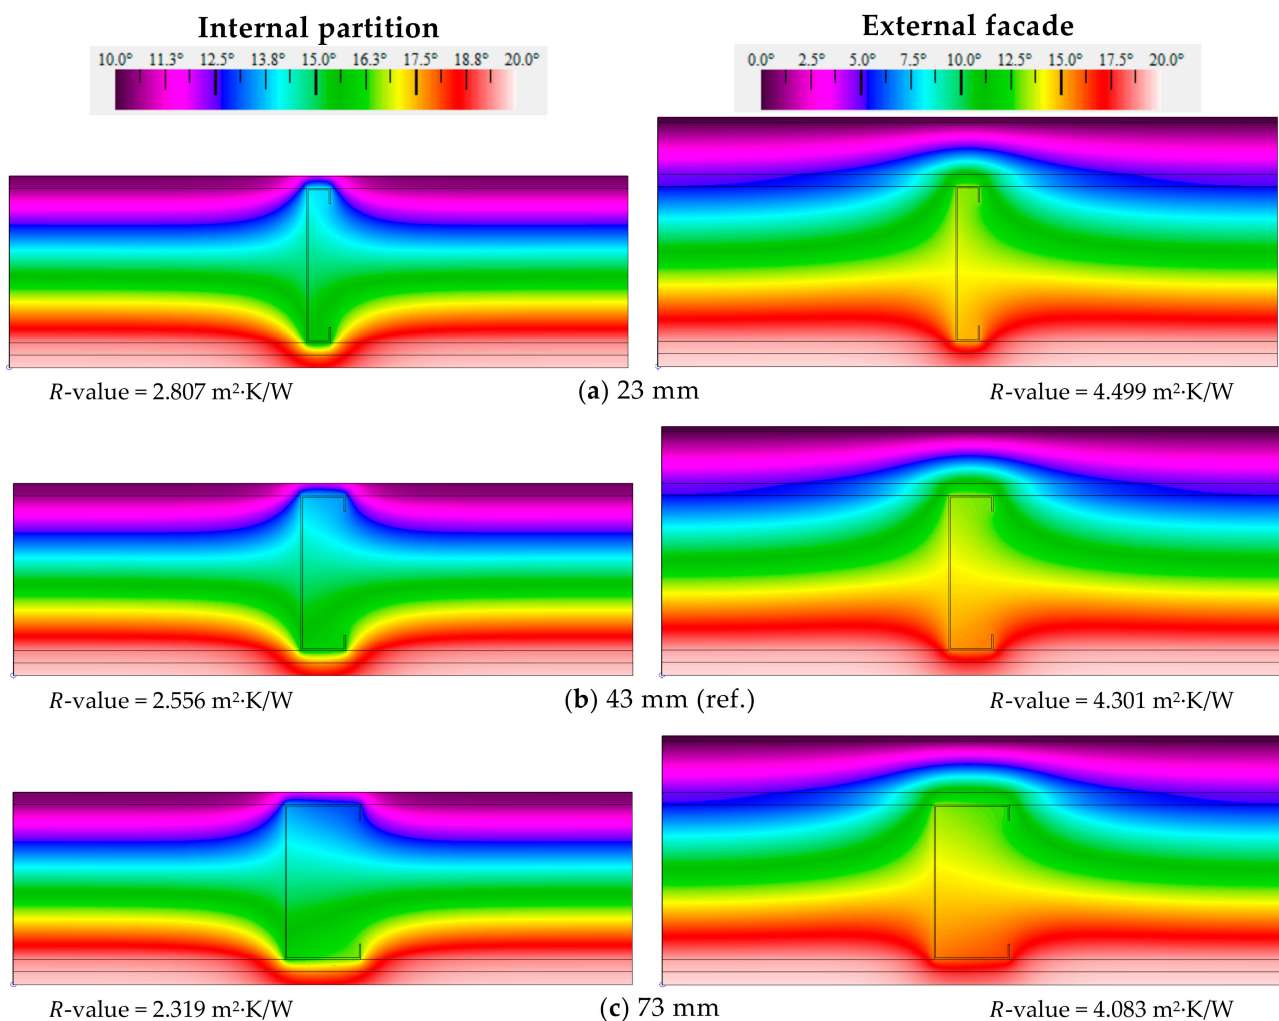 Internal partition
External facade
10.0° 11.3° 12.5° 13.8° 15.0° 16.3° 17.5° 18.8° 20.0°
0.0° 2.5° 5.0° 7.5° 10.0° 12.5° 15.0° 17.5° 20.0°
R-value = 2.807 m²·K/W
(a) 23 mm
R-value = 4.499 m²·K/W
R-value = 2.556 m²·K/W
(b) 43 mm (ref.)
R-value = 4.301 m²·K/W
R-value = 2.319 m²·K/W
(c) 73 mm
R-value = 4.083 m²·K/W